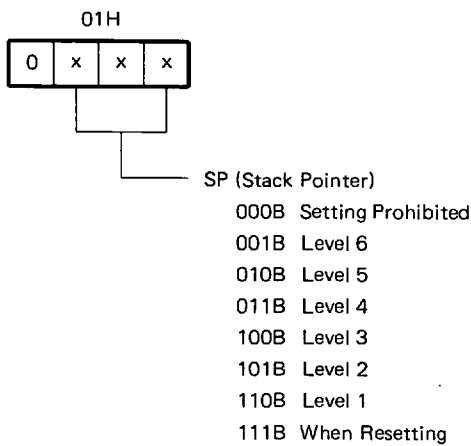 01H
0 x x x
SP (Stack Pointer)
000B Setting Prohibited
001B Level 6
010B Level 5
011B Level 4
100B Level 3
101B Level 2
110B Level 1
111B When Resetting